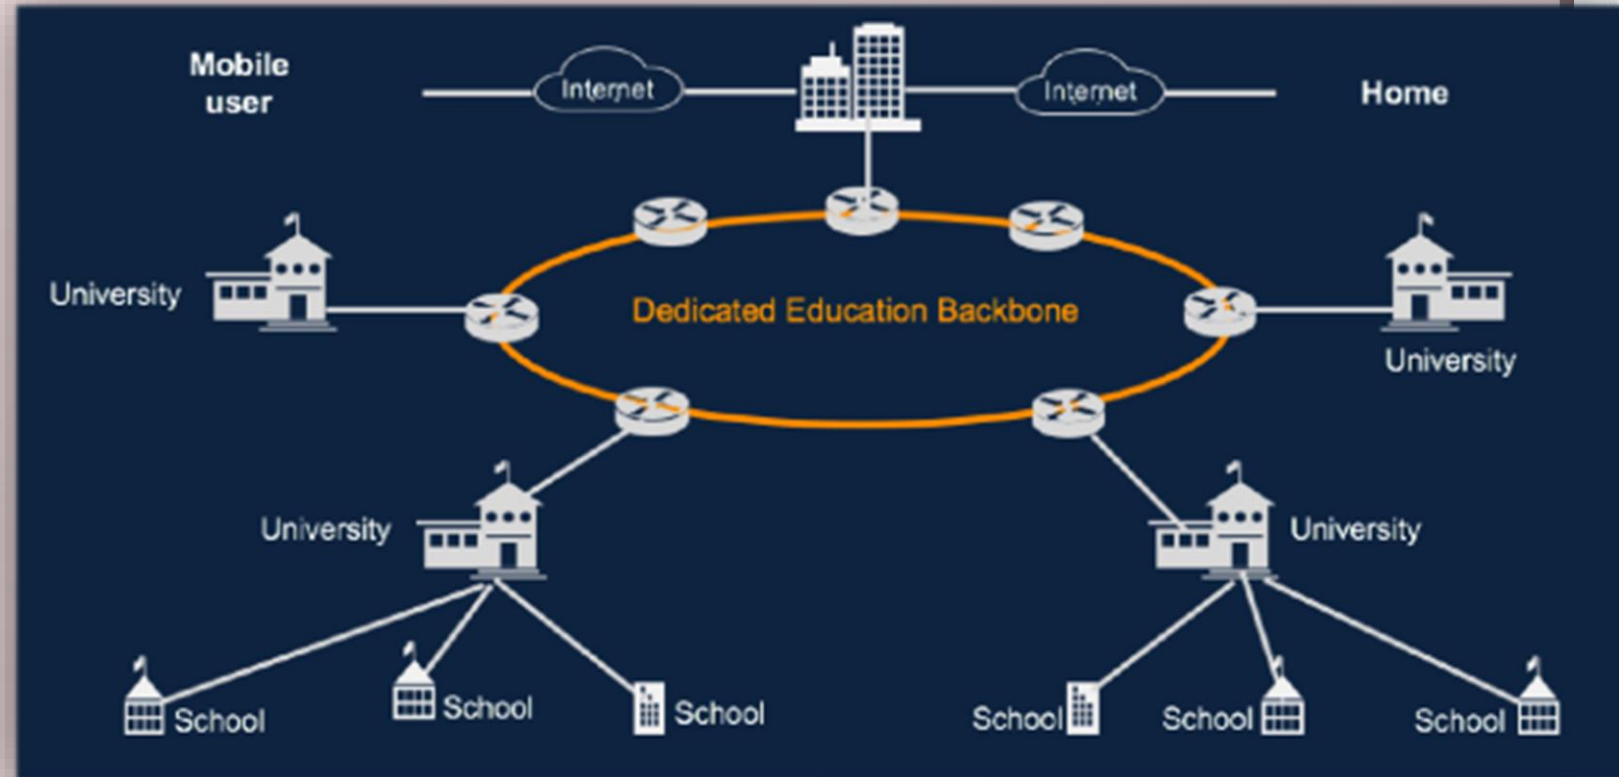 Mobile
user
Internet
Internet
Home
University
Dedicated Education Backbone
University
University
University
School
School
School
School
School
School